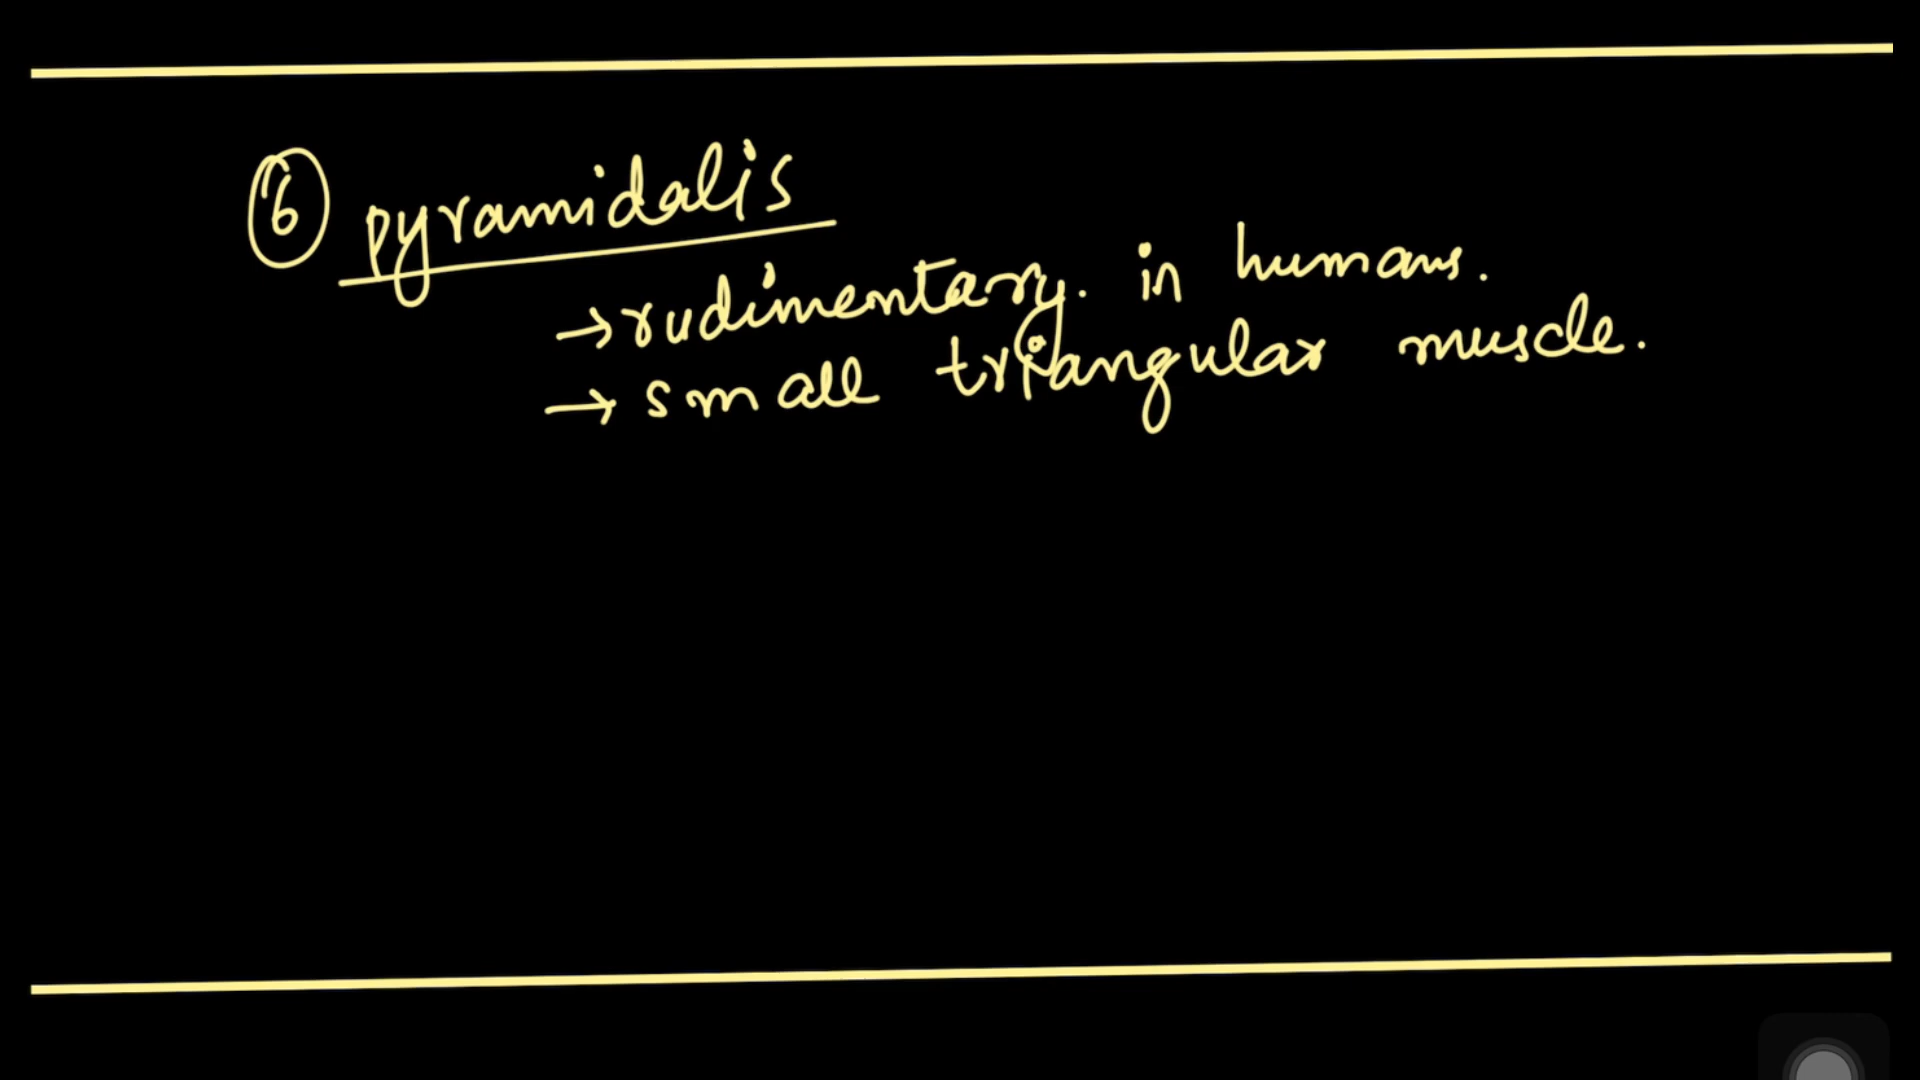 6 pyramidalis
→ rudimentary. in humans.
→ small triangular muscle.